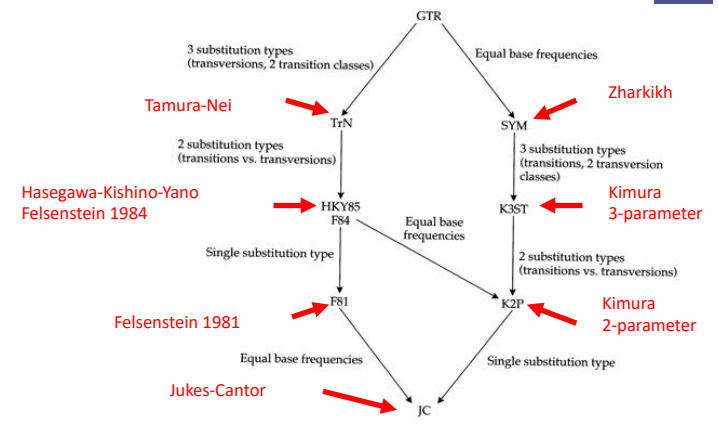 GTR
3 substitution types
(transversions, 2 transition classes)
Equal base frequencies
Tamura-Nei
Zharkikh
TrN
SYM
2 substitution types
(transitions vs. transversions)
3 substitution types
(transitions, 2 transversion
classes)
Hasegawa-Kishino-Yano
Felsenstein 1984
HKY85
F84
Equal base
frequencies
K3ST
Kimura
3-parameter
Single substitution type
2 substitution types
(transitions vs. transversions)
Felsenstein 1981
F81
K2P
Kimura
2-parameter
Equal base frequencies
Single substitution type
Jukes-Cantor
JC